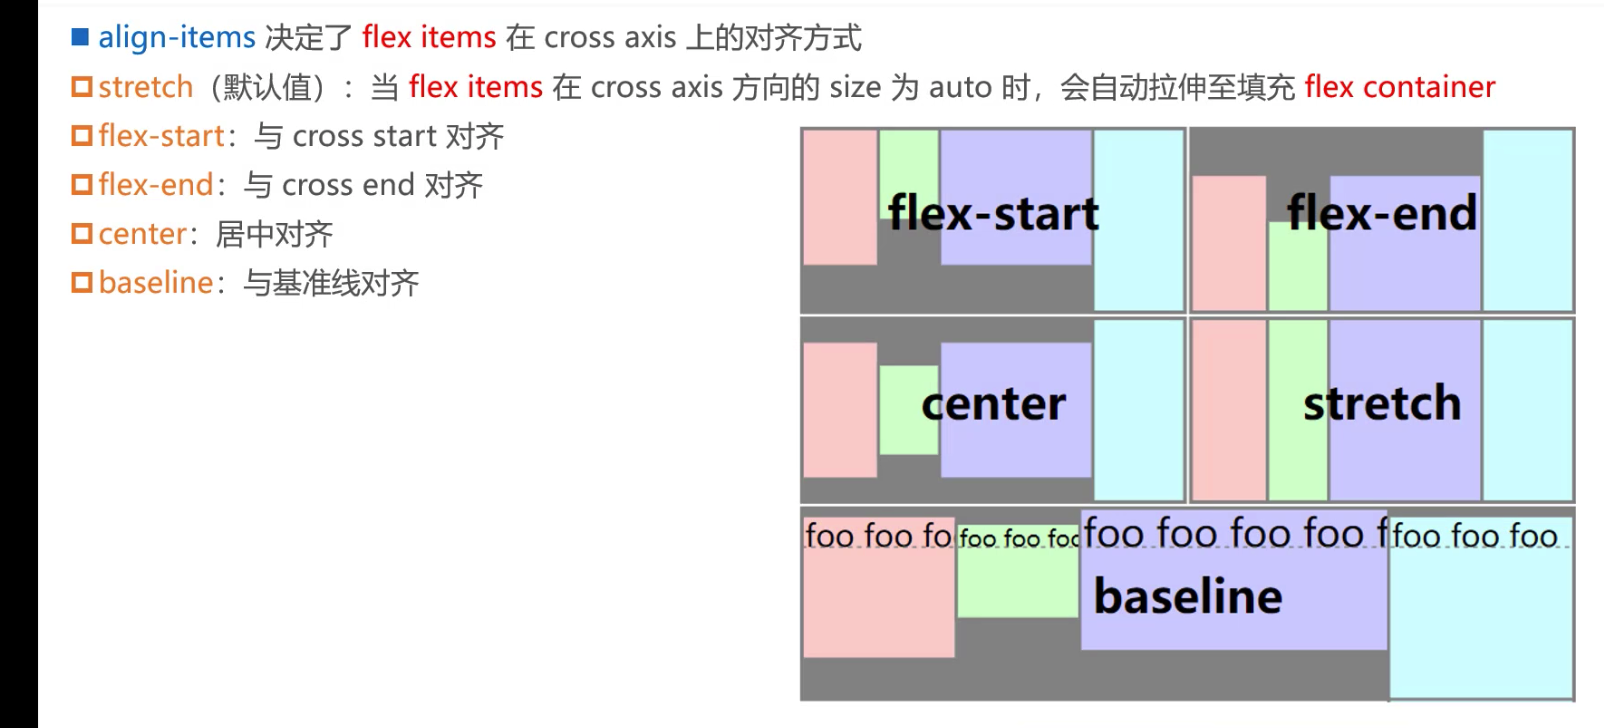 align-items 决定了 flex items 在 cross axis 上的对齐方式
stretch（默认值）：当 flex items 在 cross axis 方向的 size 为 auto 时，会自动拉伸至填充 flex container
flex-start：与 cross start 对齐
flex-end：与 cross end 对齐
center：居中对齐
baseline：与基准线对齐
flex-start
flex-end
center
stretch
foo foo fo
foo foo foo
foo foo foo foo f
foo foo foo
baseline